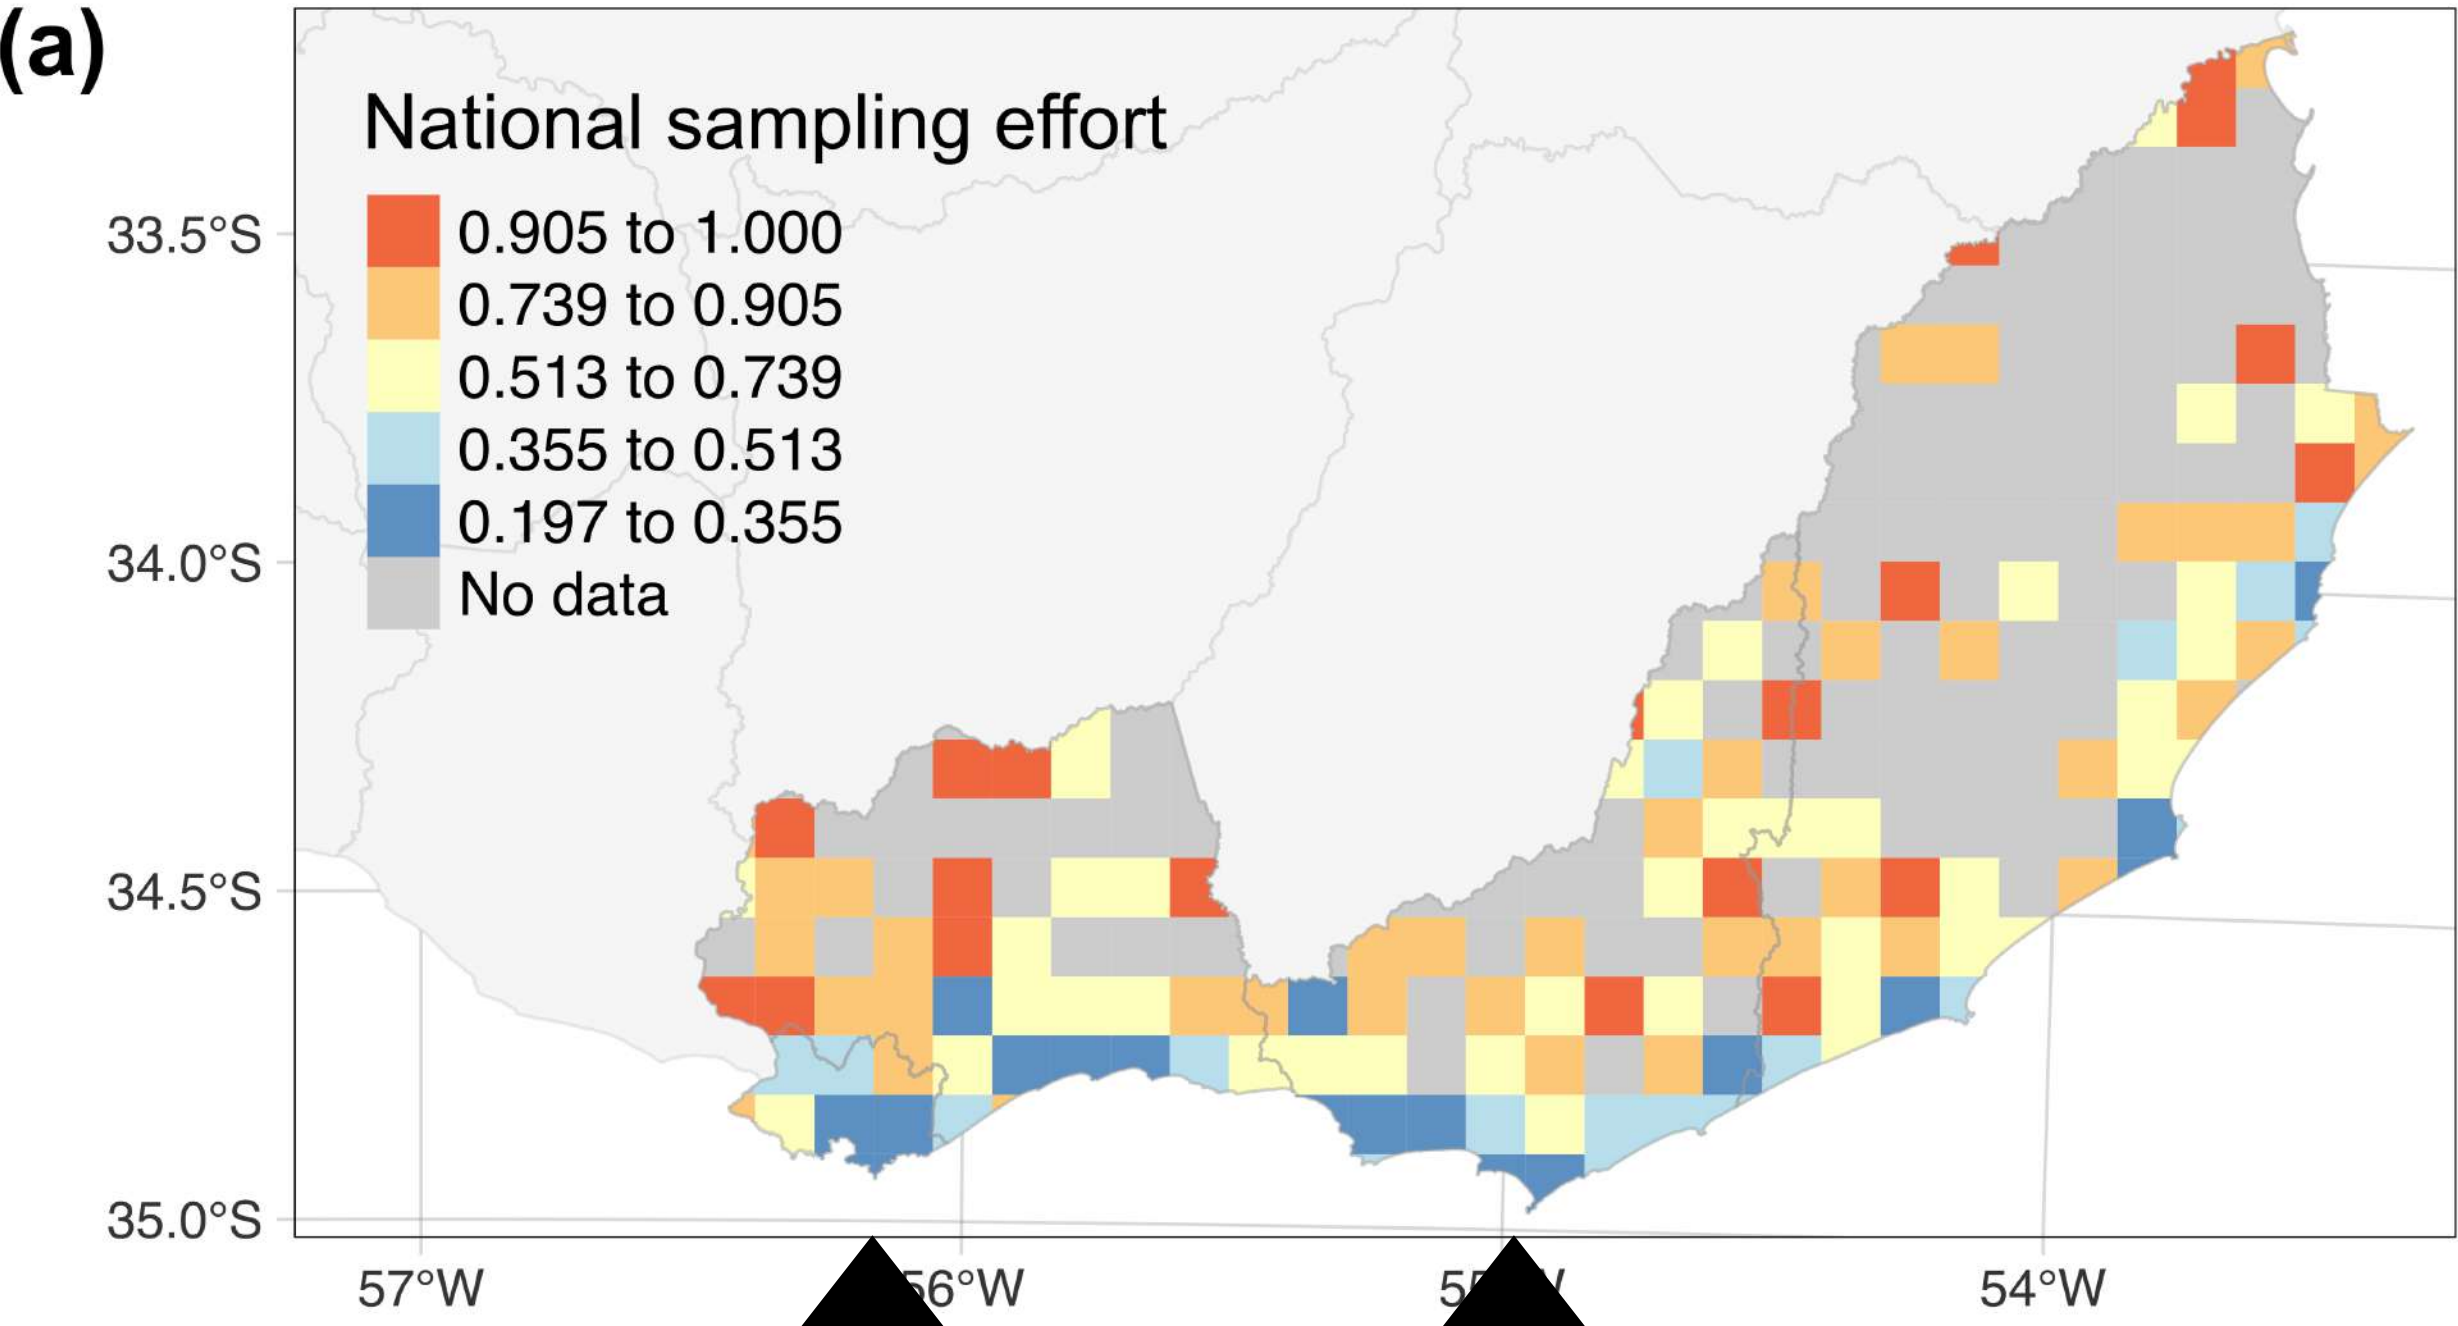 (a)
National sampling effort
0.905 to 1.000
0.739 to 0.905
0.513 to 0.739
0.355 to 0.513
0.197 to 0.355
No data
33.5°S
34.0°S
34.5°S
35.0°S
57°W
56°W
54°W